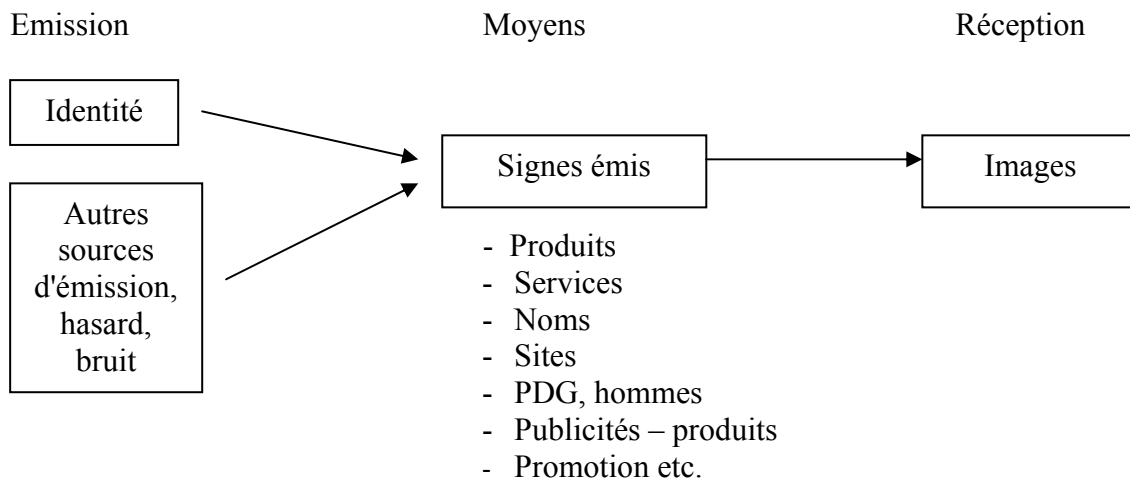 Emission
Moyens
Réception
Identité
Signes émis
Images
Autres
sources
d'émission,
hasard,
bruit
- Produits
- Services
- Noms
- Sites
- PDG, hommes
- Publicités – produits
- Promotion etc.